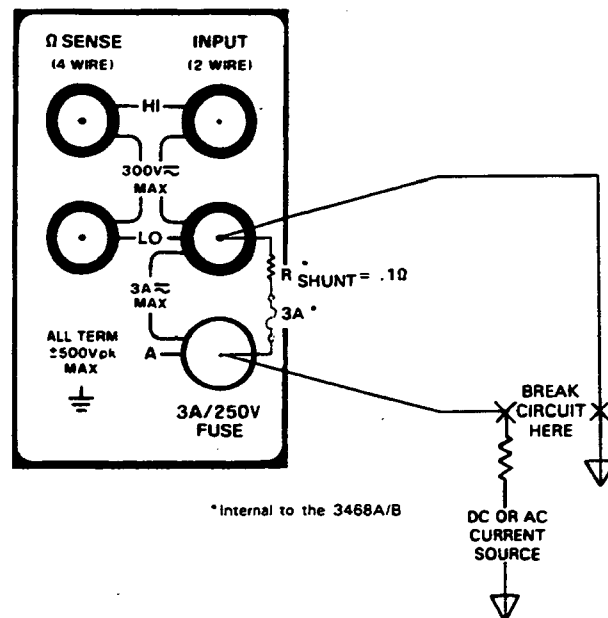 Ω SENSE
(4 WIRE)
INPUT
(2 WIRE)
HI
300V⎓
MAX
LO
3A⎓
MAX
R*SHUNT = .1Ω
3A*
ALL TERM
±500Vpk
MAX
A
3A/250V
FUSE
BREAK
CIRCUIT
HERE
*Internal to the 3468A/B
DC OR AC
CURRENT
SOURCE